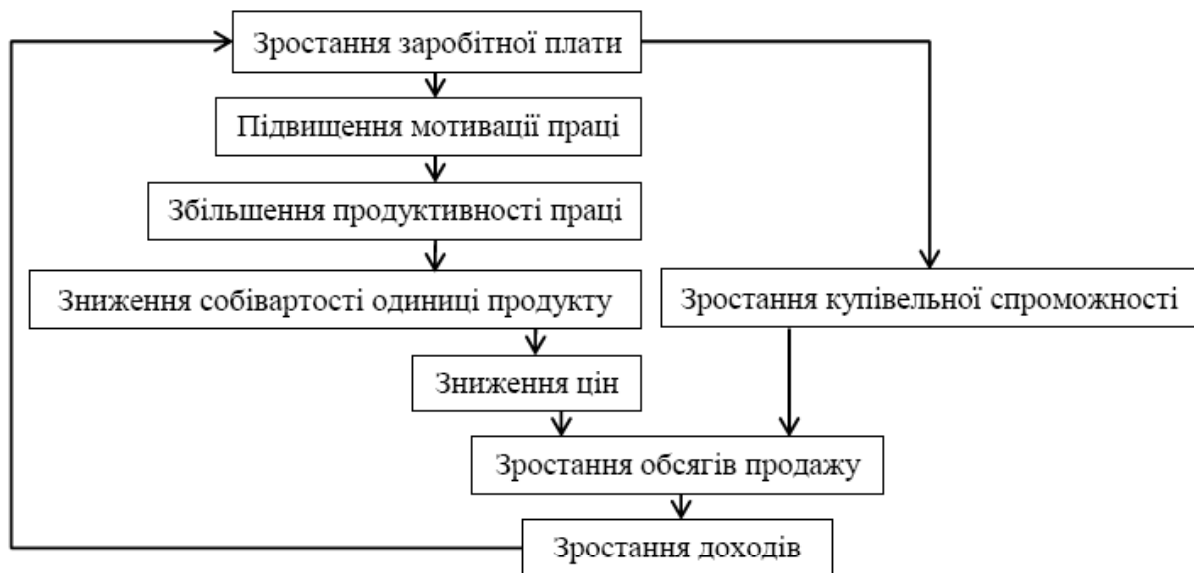 Зростання заробітної плати
Підвищення мотивації праці
Збільшення продуктивності праці
Зниження собівартості одиниці продукту
Зростання купівельної спроможності
Зниження цін
Зростання обсягів продажу
Зростання доходів